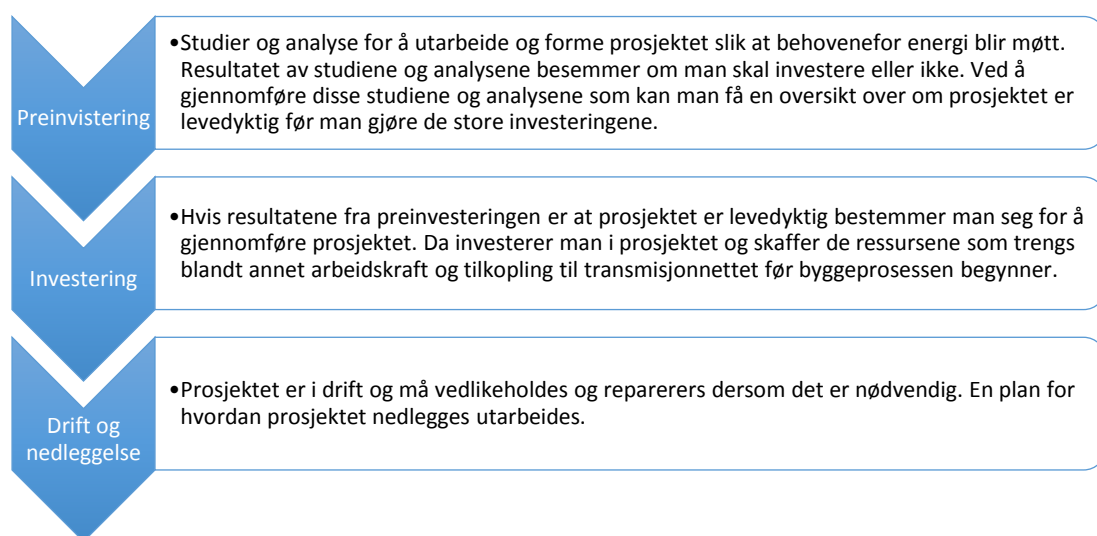 Preinvistering
•Studier og analyse for å utarbeide og forme prosjektet slik at behovenefor energi blir møtt.
Resultatet av studiene og analysene besemmer om man skal investere eller ikke. Ved å
gjennomføre disse studiene og analysene som kan man få en oversikt over om prosjektet er
levedyktig før man gjøre de store investeringene.
Investering
•Hvis resultatene fra preinvesteringen er at prosjektet er levedyktig bestemmer man seg for å
gjennomføre prosjektet. Da investerer man i prosjektet og skaffer de ressursene som trengs
blandt annet arbeidskraft og tilkopling til transmisjonnettet før byggeprosessen begynner.
Drift og
nedleggelse
•Prosjektet er i drift og må vedlikeholdes og reparerers dersom det er nødvendig. En plan for
hvordan prosjektet nedlegges utarbeides.